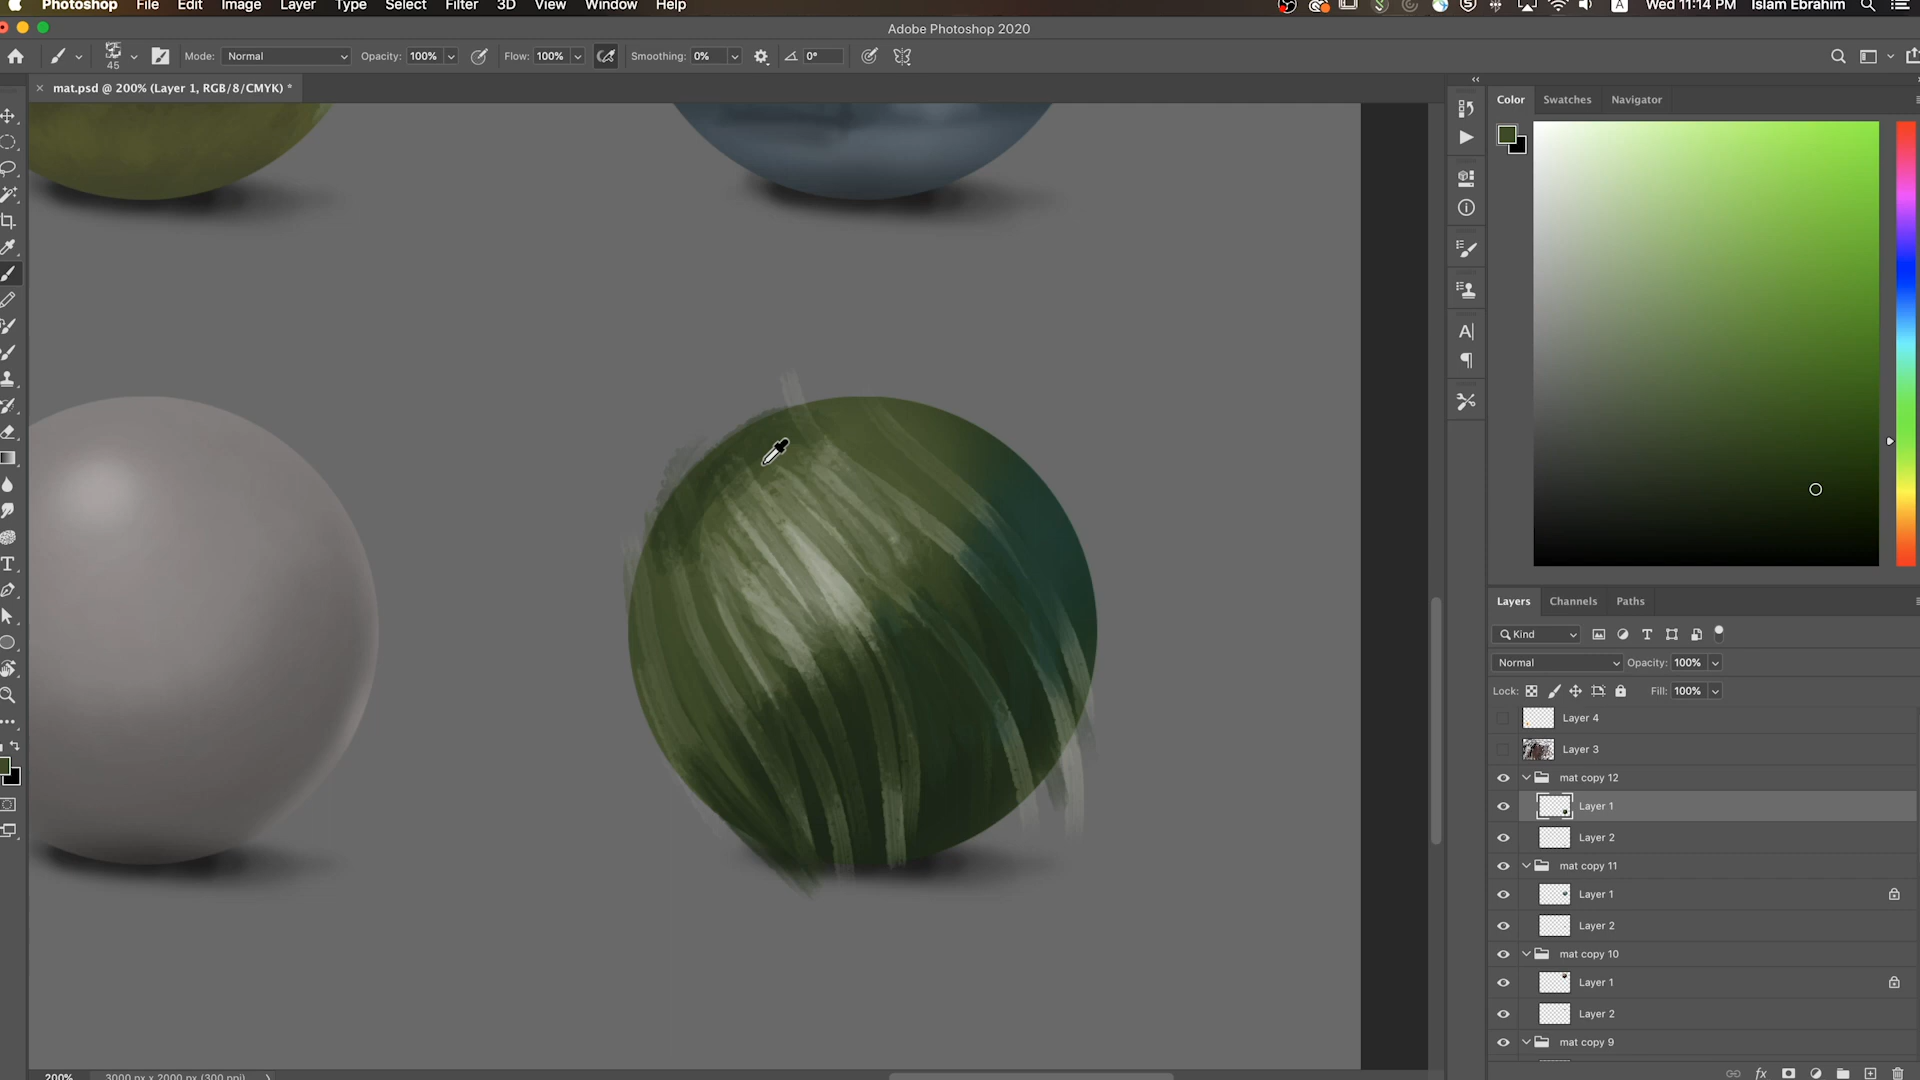 Photoshop File Edit Image Layer Type Select Filter 3D View Window Help Wed 11:14 PM Islam Ebrahim
Adobe Photoshop 2020
45 Mode: Normal Opacity: 100% Flow: 100% Smoothing: 0% 0°
mat.psd @ 200% (Layer 1, RGB/8/CMYK) *
Color Swatches Navigator
Layers Channels Paths
Kind
Normal Opacity: 100%
Lock: Fill: 100%
Layer 4
Layer 3
mat copy 12
Layer 1
Layer 2
mat copy 11
Layer 1
Layer 2
mat copy 10
Layer 1
Layer 2
mat copy 9
200% 3000 px x 2000 px (300 ppi)